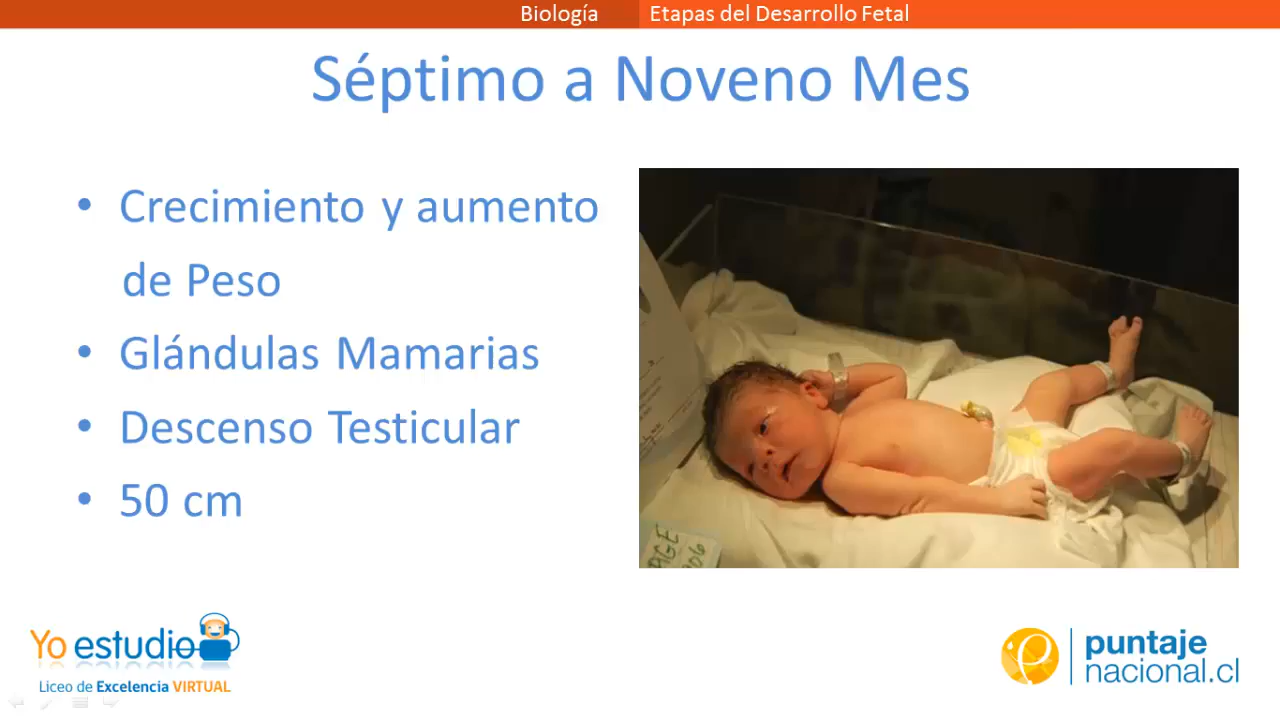 Biología
Etapas del Desarrollo Fetal
Séptimo a Noveno Mes
• Crecimiento y aumento
de Peso
• Glándulas Mamarias
• Descenso Testicular
• 50 cm
AGE
Yo estudio
Liceo de Excelencia VIRTUAL
puntaje
nacional.cl